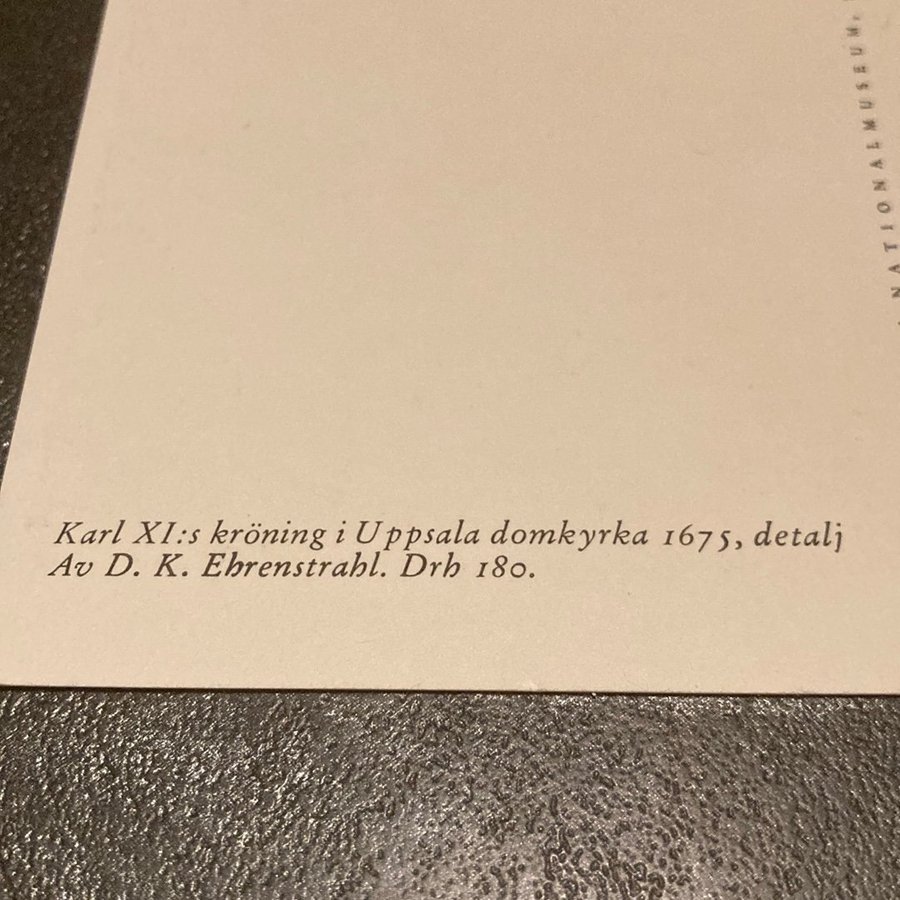 Karl XI:s kröning i Uppsala domkyrka 1675, detalj
Av D. K. Ehrenstrahl. Drh 180.
NATIONALMUSEUM,